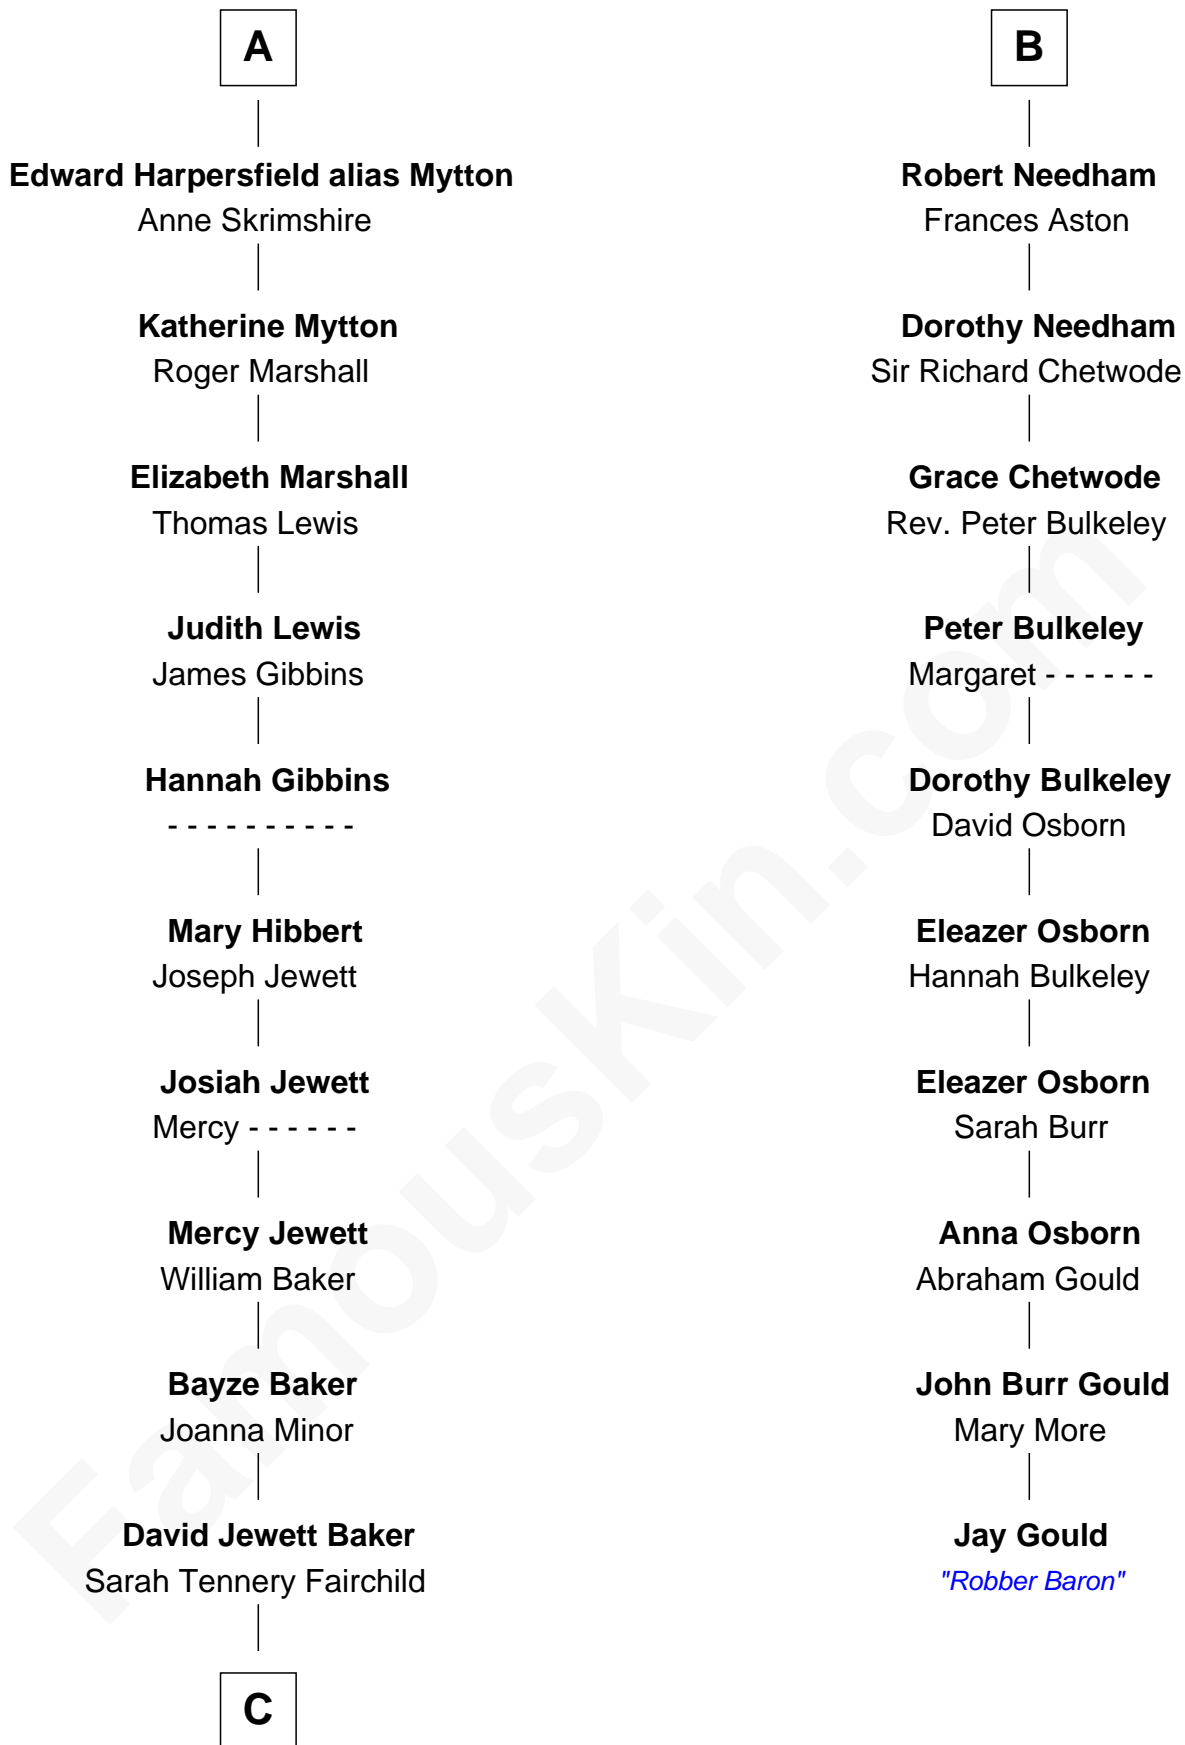 A
Edward Harpersfield alias Mytton
Anne Skrimshire
Katherine Mytton
Roger Marshall
Elizabeth Marshall
Thomas Lewis
Judith Lewis
James Gibbins
Hannah Gibbins
- - - - - - - - - -
Mary Hibbert
Joseph Jewett
Josiah Jewett
Mercy - - - - - -
Mercy Jewett
William Baker
Bayze Baker
Joanna Minor
David Jewett Baker
Sarah Tennery Fairchild
C
B
Robert Needham
Frances Aston
Dorothy Needham
Sir Richard Chetwode
Grace Chetwode
Rev. Peter Bulkeley
Peter Bulkeley
Margaret - - - - - -
Dorothy Bulkeley
David Osborn
Eleazer Osborn
Hannah Bulkeley
Eleazer Osborn
Sarah Burr
Anna Osborn
Abraham Gould
John Burr Gould
Mary More
Jay Gould
"Robber Baron"
FamousKin.com